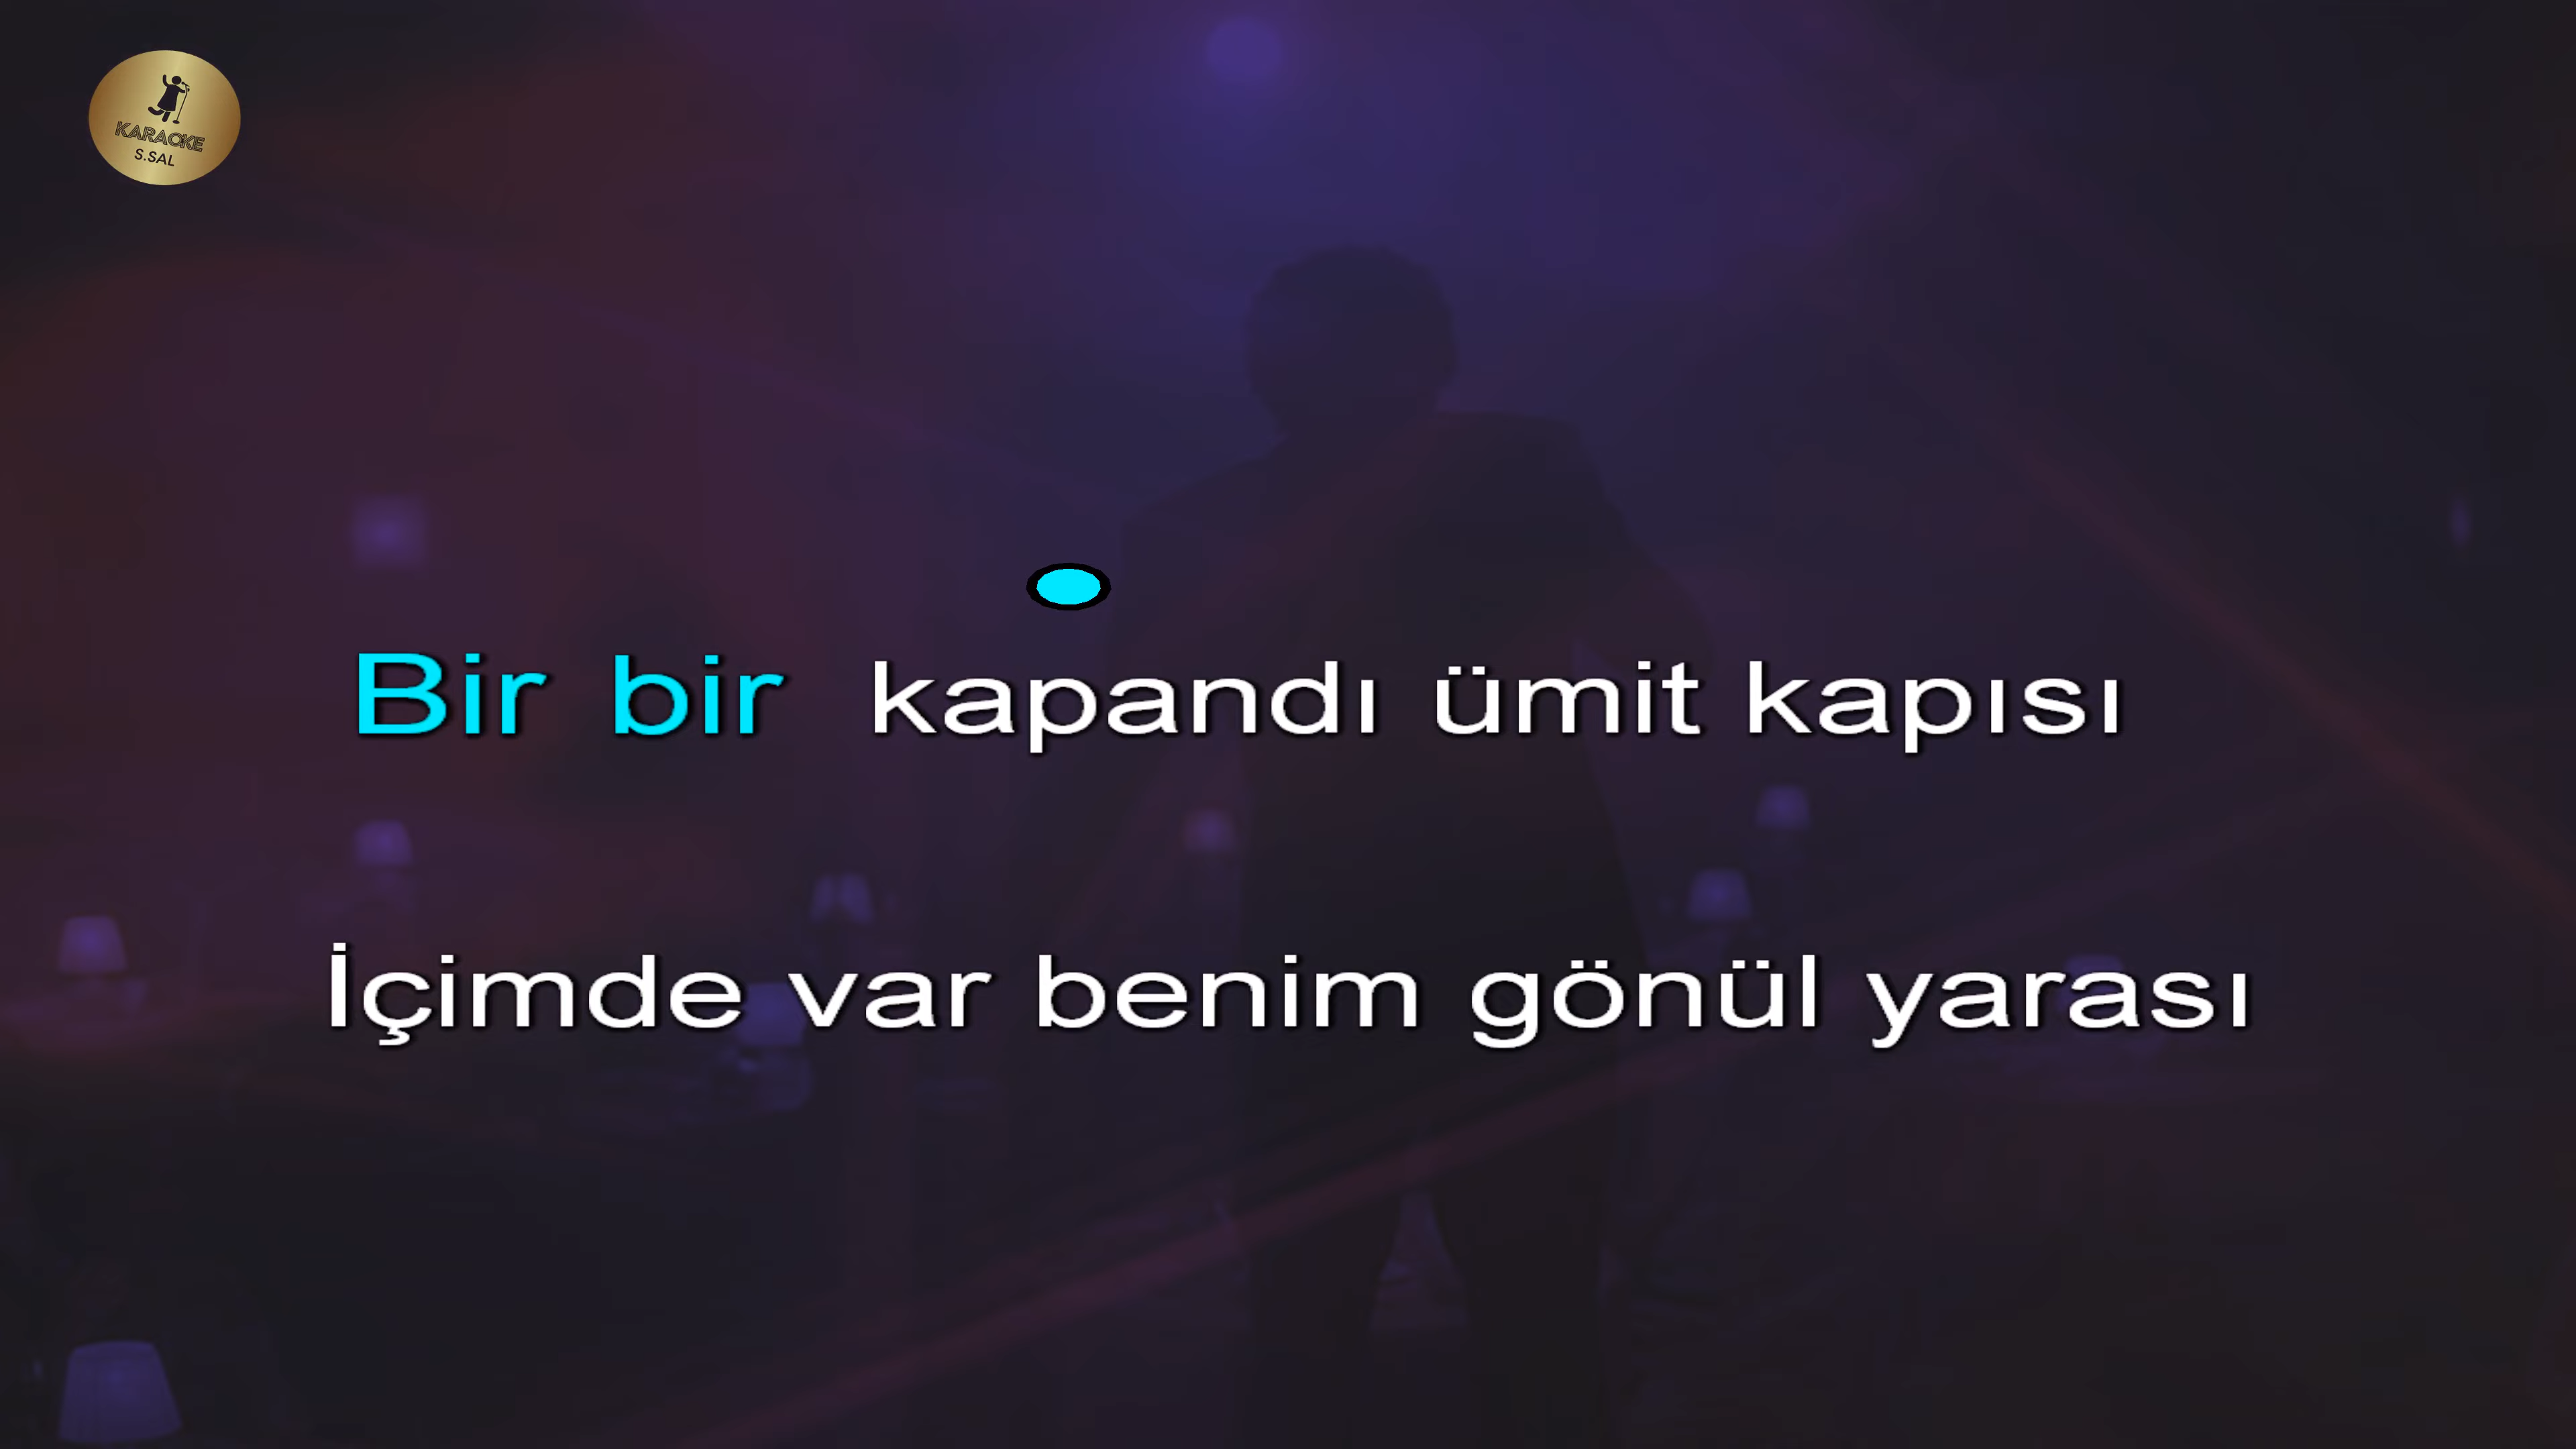 KARAOKE
S.SAL
Bir bir kapandı ümit kapısı
İçimde var benim gönül yarası